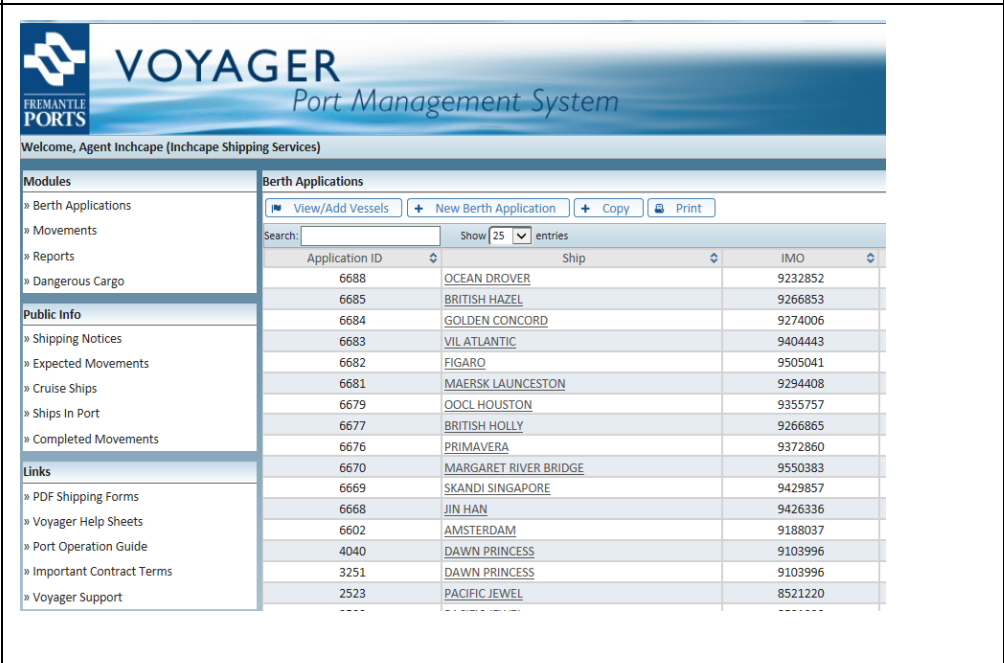 VOYAGER
Port Management System
FREMANTLE
PORTS
Welcome, Agent Inchcape (Inchcape Shipping Services)
Modules
» Berth Applications
» Movements
» Reports
» Dangerous Cargo
Public Info
» Shipping Notices
» Expected Movements
» Cruise Ships
» Ships In Port
» Completed Movements
Links
» PDF Shipping Forms
» Voyager Help Sheets
» Port Operation Guide
» Important Contract Terms
» Voyager Support
Berth Applications
View/Add Vessels + New Berth Application + Copy Print
Search: Show 25 entries
Application ID Ship IMO
6688 OCEAN DROVER 9232852
6685 BRITISH HAZEL 9266853
6684 GOLDEN CONCORD 9274006
6683 VIL ATLANTIC 9404443
6682 FIGARO 9505041
6681 MAERSK LAUNCESTON 9294408
6679 OOCL HOUSTON 9355757
6677 BRITISH HOLLY 9266865
6676 PRIMAVERA 9372860
6670 MARGARET RIVER BRIDGE 9550383
6669 SKANDI SINGAPORE 9429857
6668 JIN HAN 9426336
6602 AMSTERDAM 9188037
4040 DAWN PRINCESS 9103996
3251 DAWN PRINCESS 9103996
2523 PACIFIC JEWEL 8521220